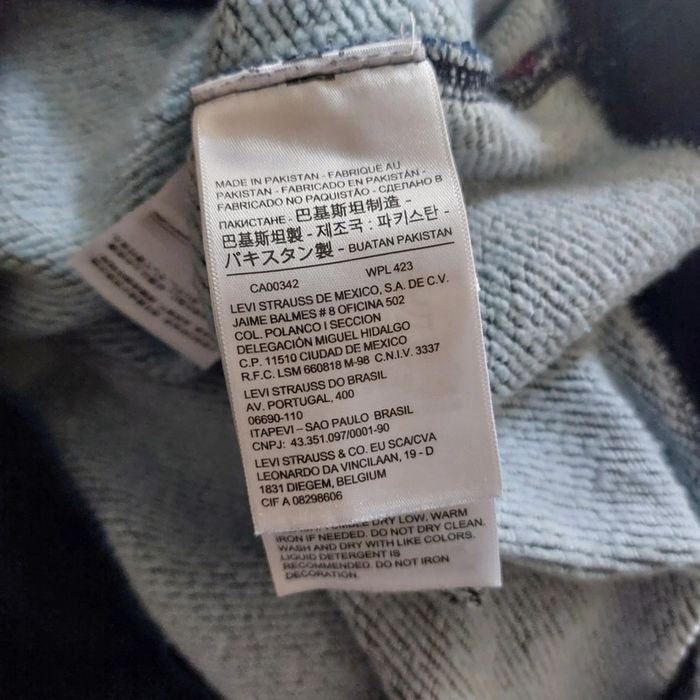 MADE IN PAKISTAN - FABRIQUE AU
PAKISTAN - FABRICADO EN PAKISTÁN -
FABRICADO NO PAQUISTÃO - СДЕЛАНО В
ПАКИСТАНЕ - 巴基斯坦制造 -
巴基斯坦製 - 제조국 : 파키스탄 -
パキスタン製 - BUATAN PAKISTAN
CA00342 WPL 423
LEVI STRAUSS DE MEXICO, S.A. DE C.V.
JAIME BALMES # 8 OFICINA 502
COL. POLANCO I SECCION
DELEGACIÓN MIGUEL HIDALGO
C.P. 11510 CIUDAD DE MEXICO
R.F.C. LSM 660818 M-98 C.N.I.V. 3337
LEVI STRAUSS DO BRASIL
AV. PORTUGAL, 400
06690-110
ITAPEVI – SAO PAULO BRASIL
CNPJ: 43.351.097/0001-90
LEVI STRAUSS & CO. EU SCA/CVA
LEONARDO DA VINCILAAN, 19 - D
1831 DIEGEM, BELGIUM
CIF A 08298606
TUMBLE DRY LOW. WARM
IRON IF NEEDED. DO NOT DRY CLEAN.
WASH AND DRY WITH LIKE COLORS.
LIQUID DETERGENT IS
RECOMMENDED. DO NOT IRON
DECORATION.